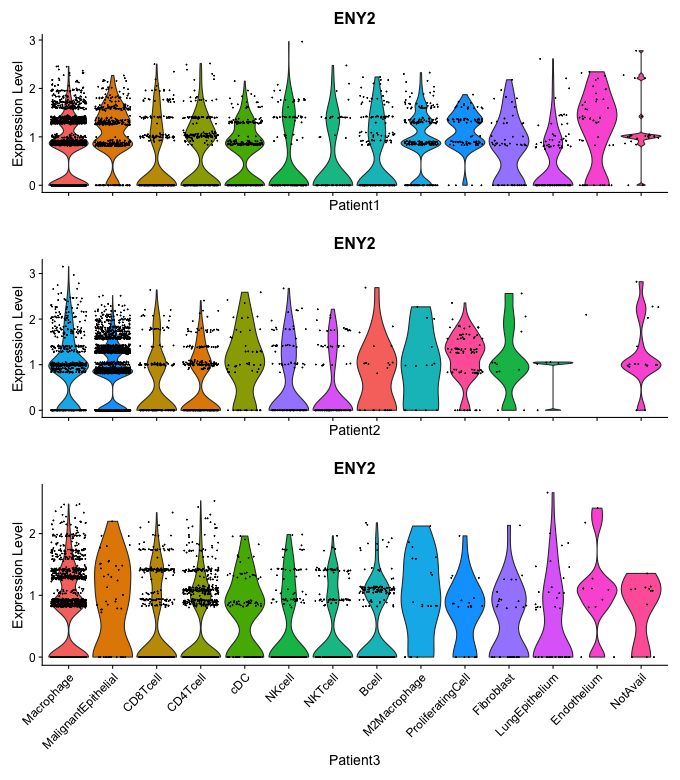 ENY2
Expression Level
3
2
1
0
Patient1
ENY2
Expression Level
3
2
1
0
Patient2
ENY2
Expression Level
2
1
0
Macrophage
MalignantEpithelial
CD8Tcell
CD4Tcell
cDC
NKcell
NKTcell
Bcell
M2Macrophage
ProliferatingCell
Fibroblast
LungEpithelium
Endothelium
NotAvail
Patient3